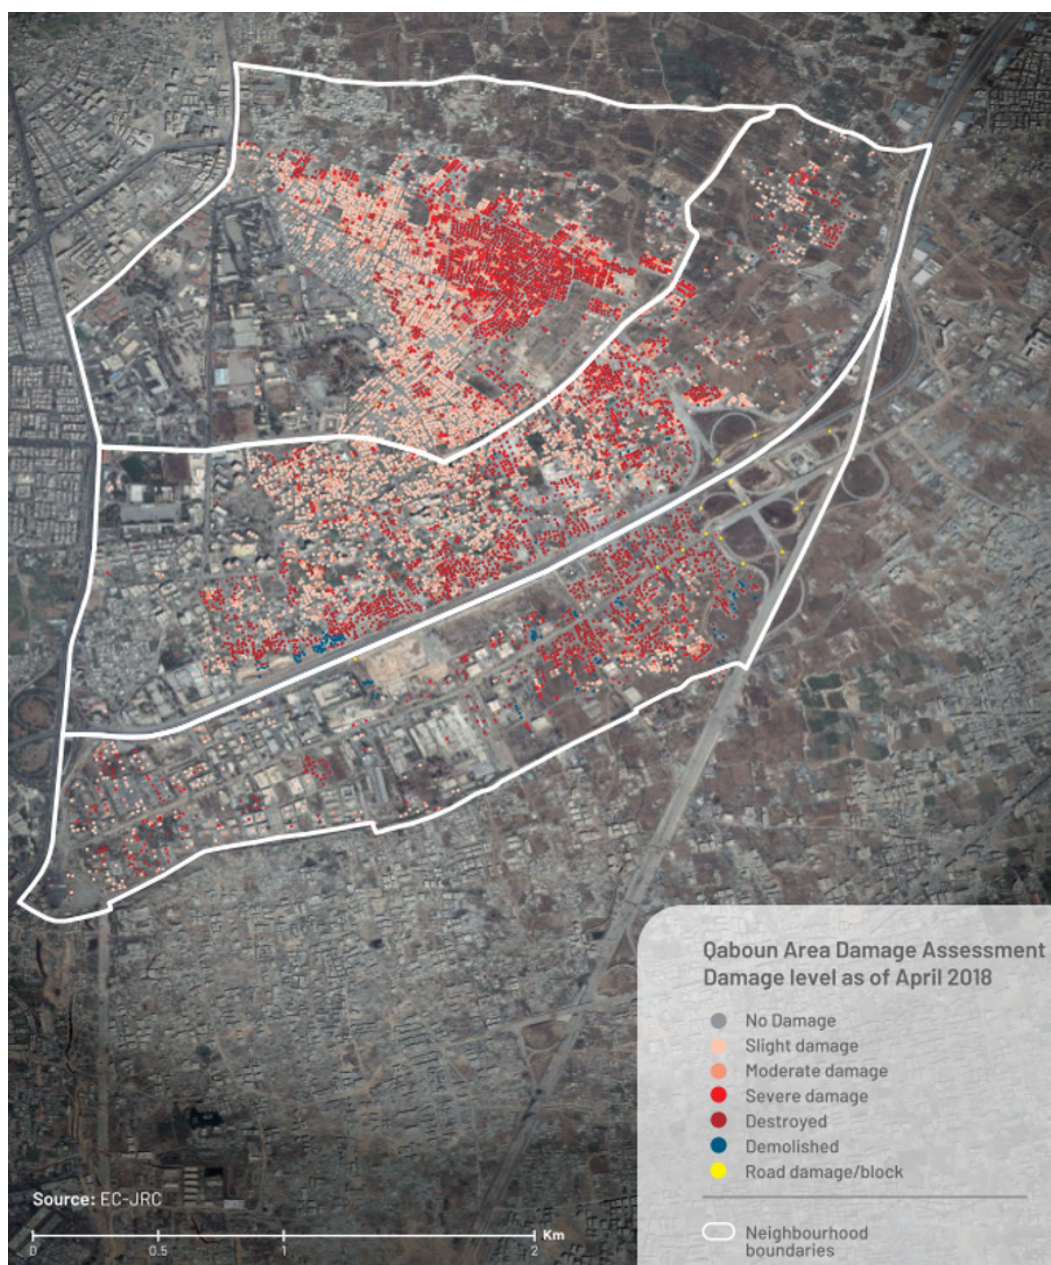 Qaboun Area Damage Assessment
Damage level as of April 2018
No Damage
Slight damage
Moderate damage
Severe damage
Destroyed
Demolished
Road damage/block
Neighbourhood
boundaries
Source: EC-JRC
Km
0 0.5 1 2